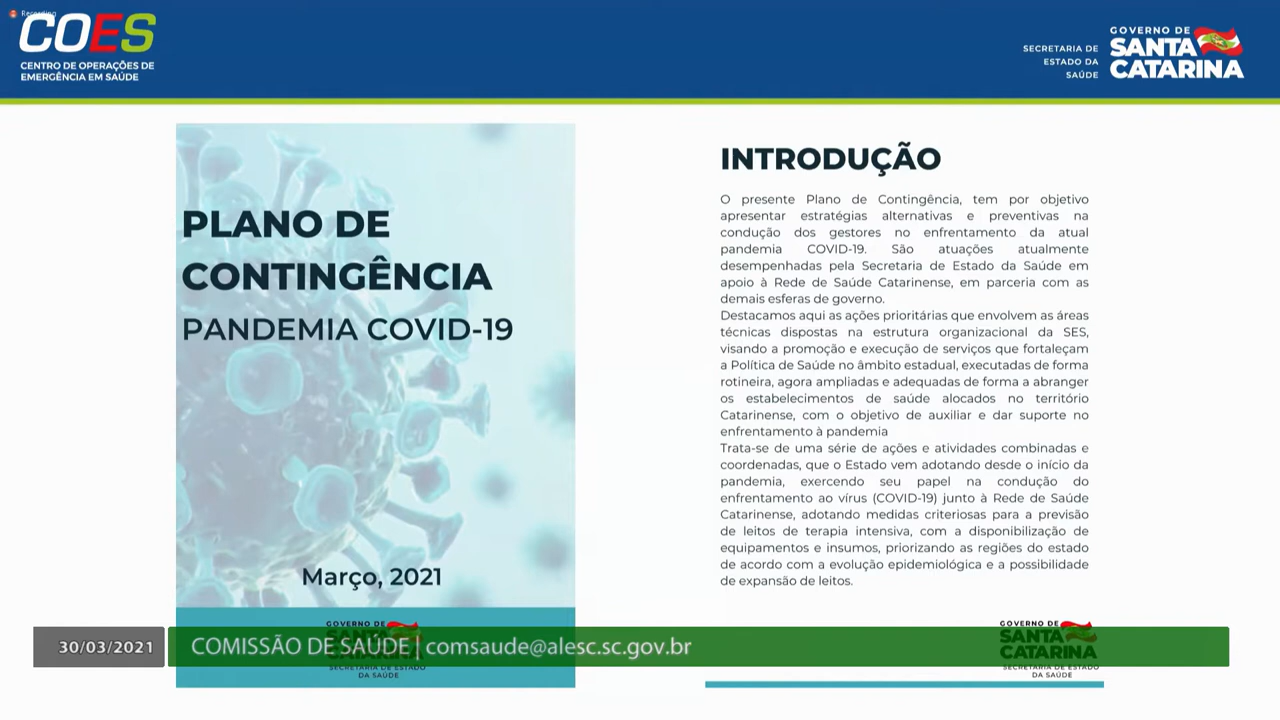 Recording
COES
CENTRO DE OPERAÇÕES DE
EMERGÊNCIA EM SAÚDE
SECRETARIA DE
ESTADO DA
SAÚDE
GOVERNO DE
SANTA
CATARINA
PLANO DE
CONTINGÊNCIA
PANDEMIA COVID-19
Março, 2021
INTRODUÇÃO
O presente Plano de Contingência, tem por objetivo
apresentar estratégias alternativas e preventivas na
condução dos gestores no enfrentamento da atual
pandemia COVID-19. São atuações atualmente
desempenhadas pela Secretaria de Estado da Saúde em
apoio à Rede de Saúde Catarinense, em parceria com as
demais esferas de governo.
Destacamos aqui as ações prioritárias que envolvem as áreas
técnicas dispostas na estrutura organizacional da SES,
visando a promoção e execução de serviços que fortaleçam
a Política de Saúde no âmbito estadual, executadas de forma
rotineira, agora ampliadas e adequadas de forma a abranger
os estabelecimentos de saúde alocados no território
Catarinense, com o objetivo de auxiliar e dar suporte no
enfrentamento à pandemia
Trata-se de uma série de ações e atividades combinadas e
coordenadas, que o Estado vem adotando desde o início da
pandemia, exercendo seu papel na condução do
enfrentamento ao vírus (COVID-19) junto à Rede de Saúde
Catarinense, adotando medidas criteriosas para a previsão
de leitos de terapia intensiva, com a disponibilização de
equipamentos e insumos, priorizando as regiões do estado
de acordo com a evolução epidemiológica e a possibilidade
de expansão de leitos.
GOVERNO DE
SANTA
CATARINA
SECRETARIA DE ESTADO
DA SAÚDE
GOVERNO DE
SANTA
CATARINA
SECRETARIA DE ESTADO
DA SAÚDE
30/03/2021
COMISSÃO DE SAÚDE | comsaude@alesc.sc.gov.br